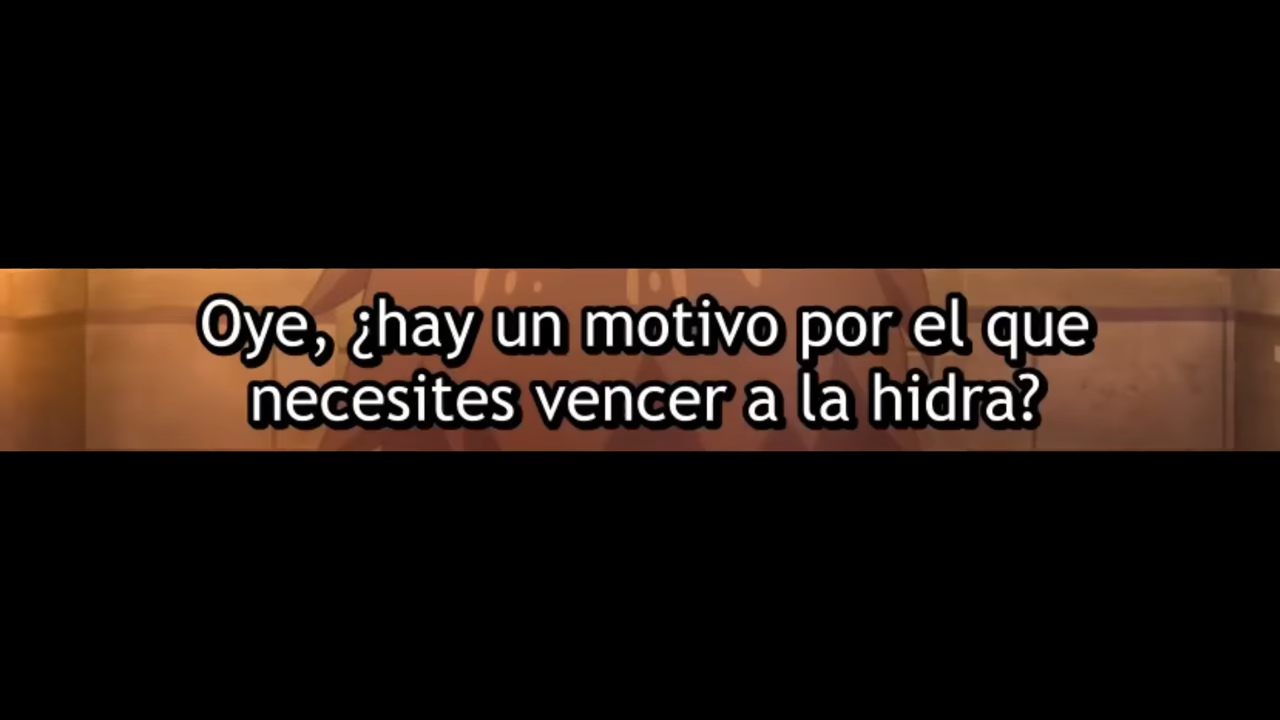 Oye, ¿hay un motivo por el que
necesites vencer a la hidra?